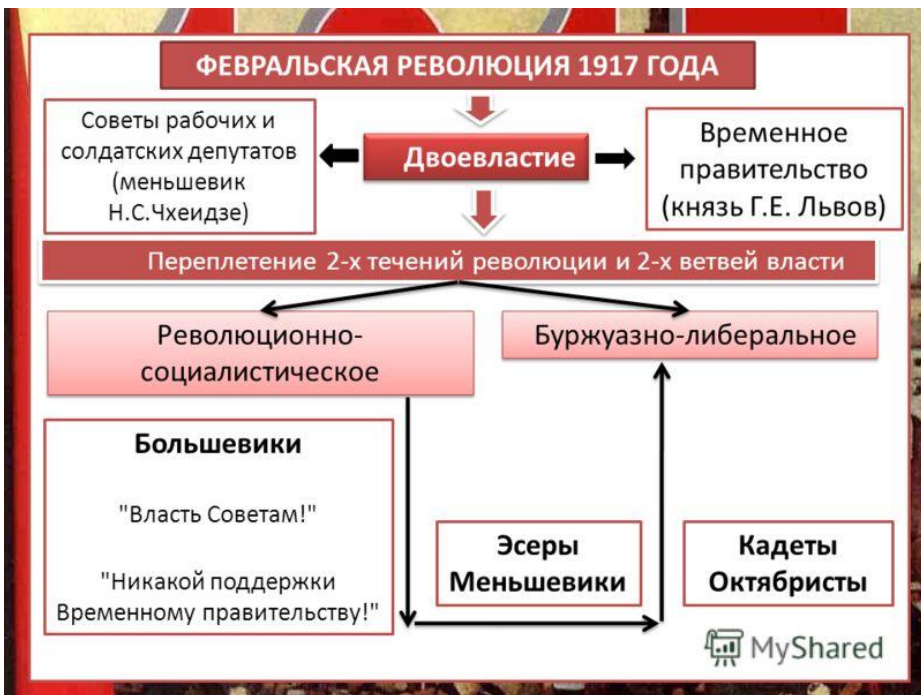 ФЕВРАЛЬСКАЯ РЕВОЛЮЦИЯ 1917 ГОДА
Советы рабочих и
солдатских депутатов
(меньшевик
Н.С.Чхеидзе)
Двоевластие
Временное
правительство
(князь Г.Е. Львов)
Переплетение 2-х течений революции и 2-х ветвей власти
Революционно-
социалистическое
Буржуазно-либеральное
Большевики
"Власть Советам!"
"Никакой поддержки
Временному правительству!"
Эсеры
Меньшевики
Кадеты
Октябристы
MyShared